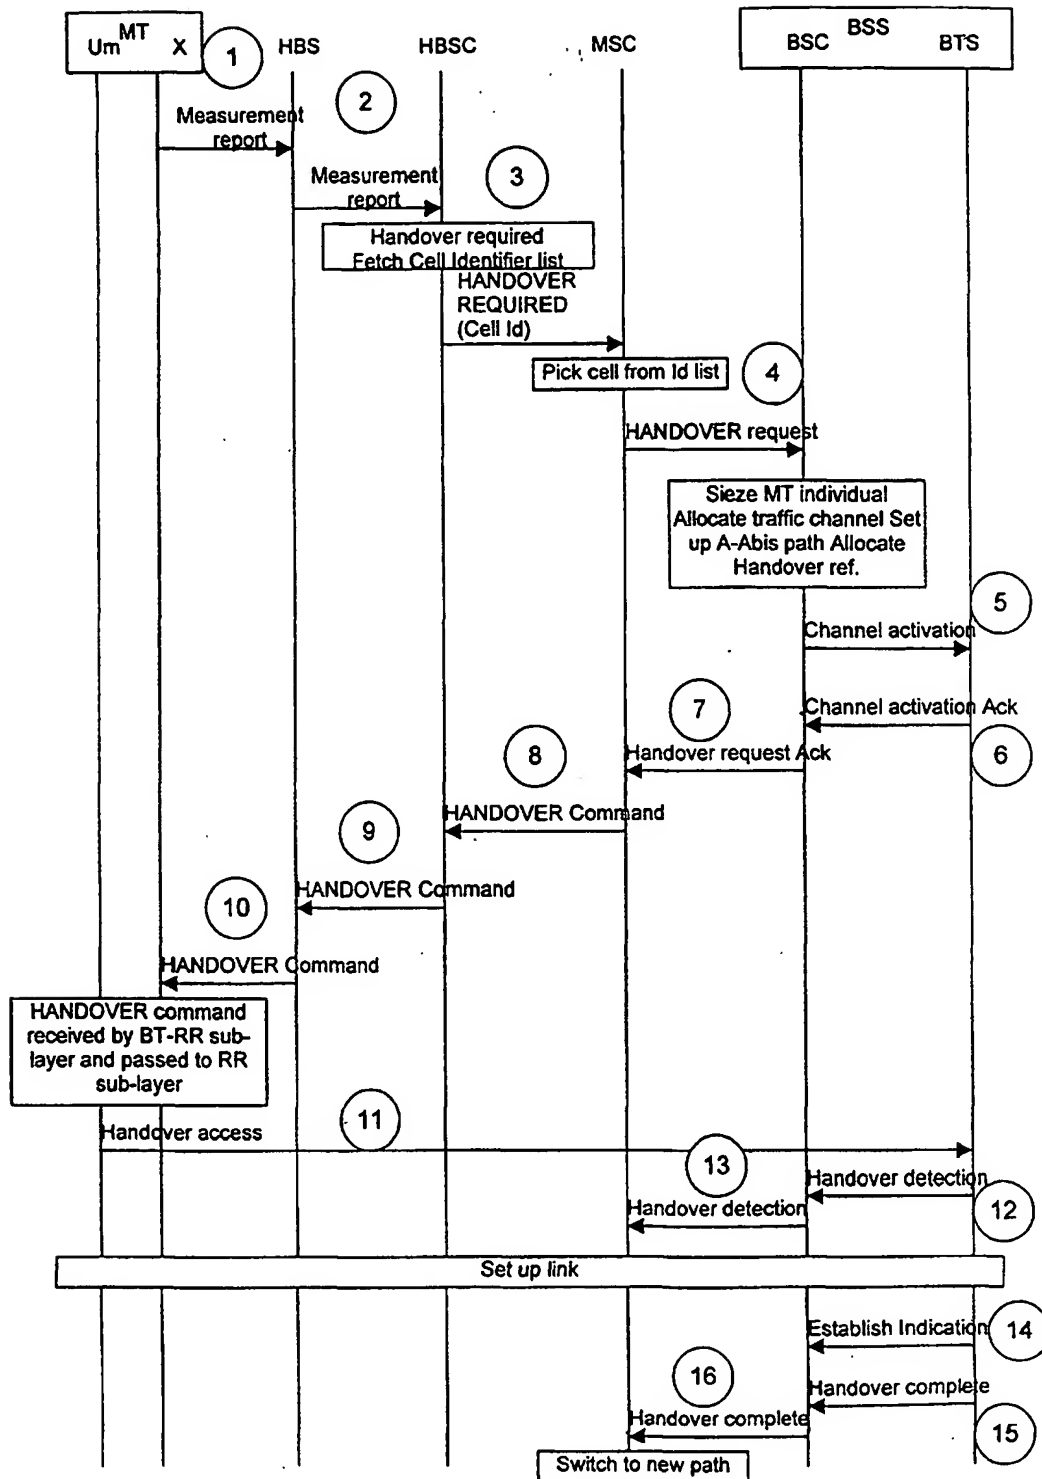 MT
BSS
Um
X
1
HBS
HBSC
MSC
BSC
BTS
2
Measurement
report
3
Measurement
report
Handover required
Fetch Cell Identifier list
HANDOVER
REQUIRED
(Cell Id)
Pick cell from Id list
4
HANDOVER request
Sieze MT individual
Allocate traffic channel Set
up A-Abis path Allocate
Handover ref.
5
Channel activation
7
Channel activation Ack
8
Handover request Ack
6
HANDOVER Command
9
HANDOVER Command
10
HANDOVER Command
HANDOVER command
received by BT-RR sub-
layer and passed to RR
sub-layer
11
Handover access
13
Handover detection
12
Handover detection
Set up link
Establish Indication
14
16
Handover complete
Handover complete
15
Switch to new path